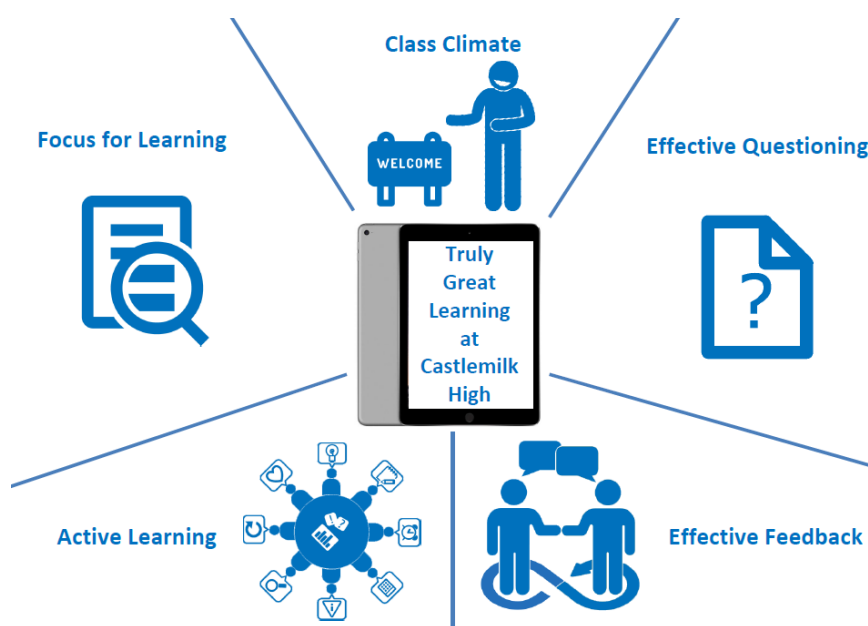 Class Climate
Focus for Learning
Effective Questioning
WELCOME
Truly
Great
Learning
at
Castlemilk
High
?
Active Learning
Effective Feedback